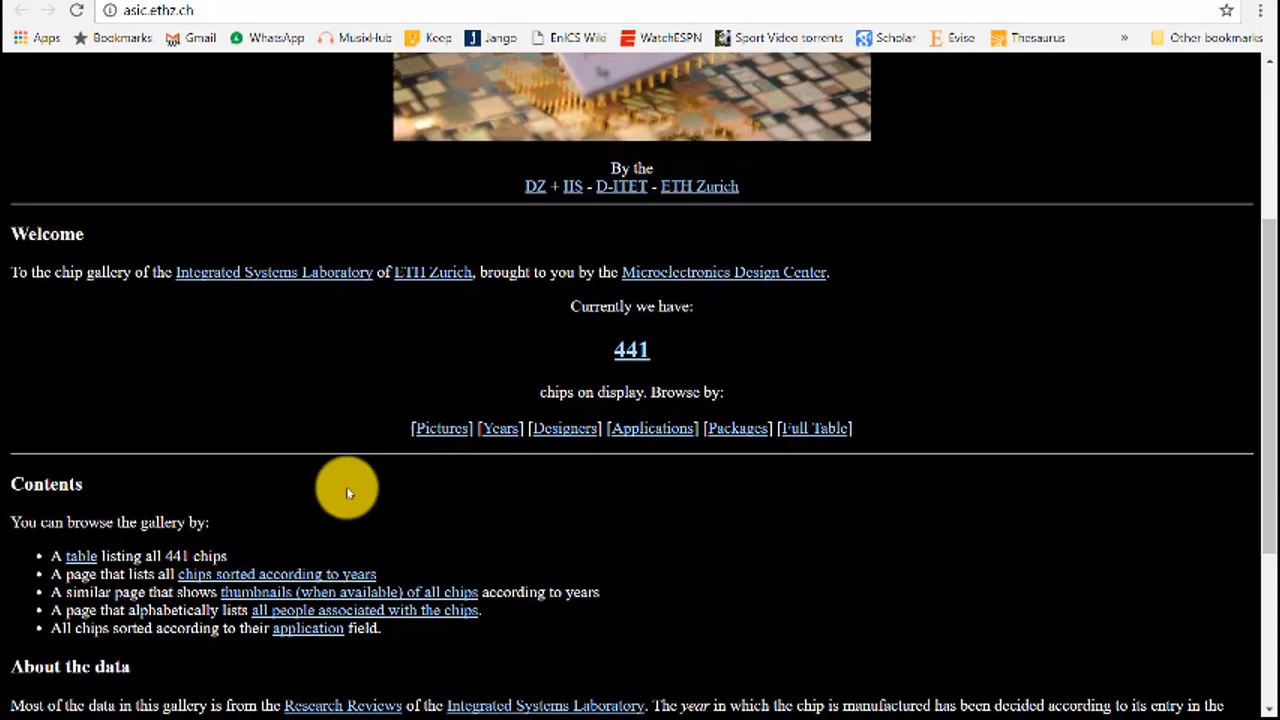 asic.ethz.ch
Apps Bookmarks Gmail WhatsApp MusixHub Keep Jango EnICS Wiki WatchESPN Sport Video torrents Scholar Evise Thesaurus » Other bookmarks
By the
DZ + IIS - D-ITET - ETH Zurich
Welcome
To the chip gallery of the Integrated Systems Laboratory of ETH Zurich, brought to you by the Microelectronics Design Center.
Currently we have:
441
chips on display. Browse by:
[Pictures] [Years] [Designers] [Applications] [Packages] [Full Table]
Contents
You can browse the gallery by:
• A table listing all 441 chips
• A page that lists all chips sorted according to years
• A similar page that shows thumbnails (when available) of all chips according to years
• A page that alphabetically lists all people associated with the chips.
• All chips sorted according to their application field.
About the data
Most of the data in this gallery is from the Research Reviews of the Integrated Systems Laboratory. The year in which the chip is manufactured has been decided according to its entry in the